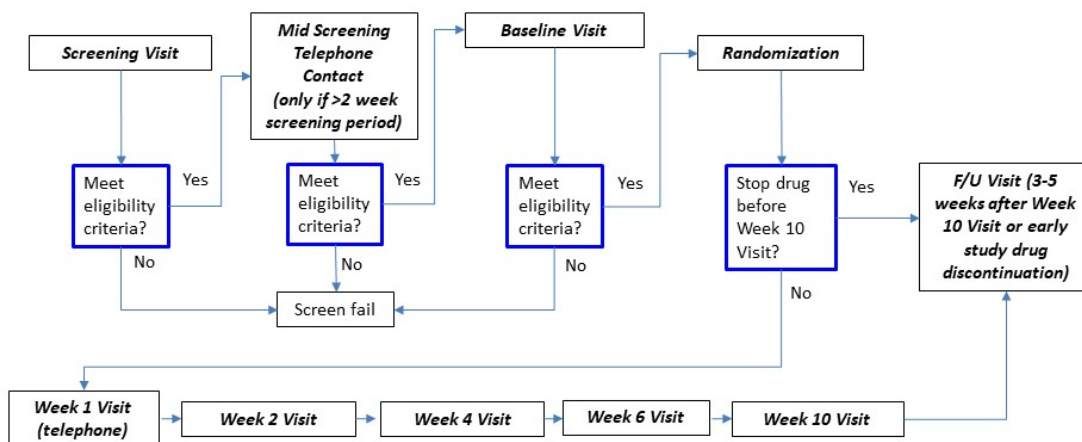 Screening Visit
Mid Screening
Telephone
Contact
(only if >2 week
screening period)
Baseline Visit
Randomization
Meet
eligibility
criteria?
Yes
No
Meet
eligibility
criteria?
Yes
No
Meet
eligibility
criteria?
Yes
No
Stop drug
before
Week 10
Visit?
Yes
No
F/U Visit (3-5
weeks after Week
10 Visit or early
study drug
discontinuation)
Screen fail
Week 1 Visit
(telephone)
Week 2 Visit
Week 4 Visit
Week 6 Visit
Week 10 Visit